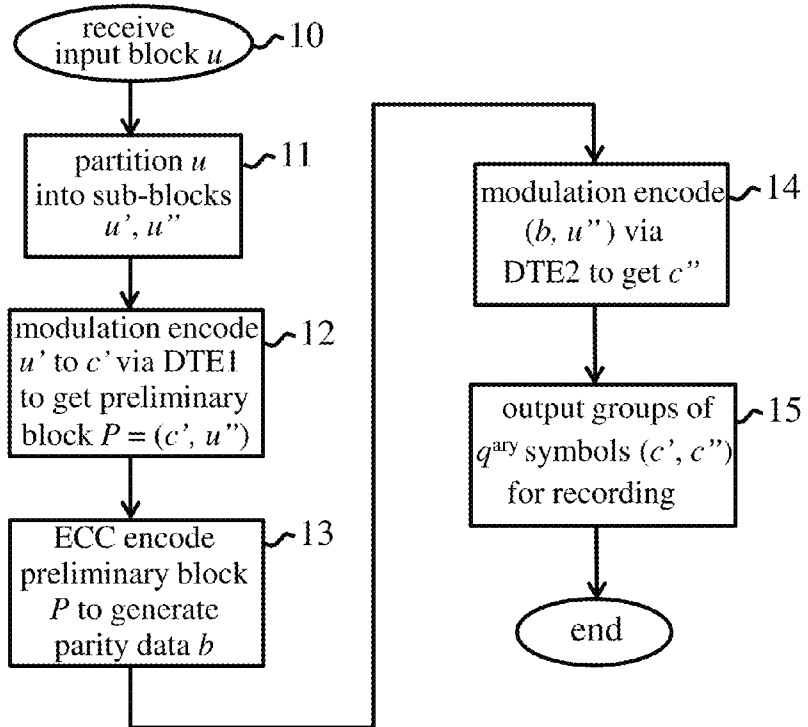 receive
input block u
10
partition u
into sub-blocks
u’, u”
11
modulation encode
u’ to c’ via DTE1
to get preliminary
block P = (c’, u”)
12
ECC encode
preliminary block
P to generate
parity data b
13
modulation encode
(b, u”) via
DTE2 to get c”
14
output groups of
q^ary symbols (c’, c”)
for recording
15
end